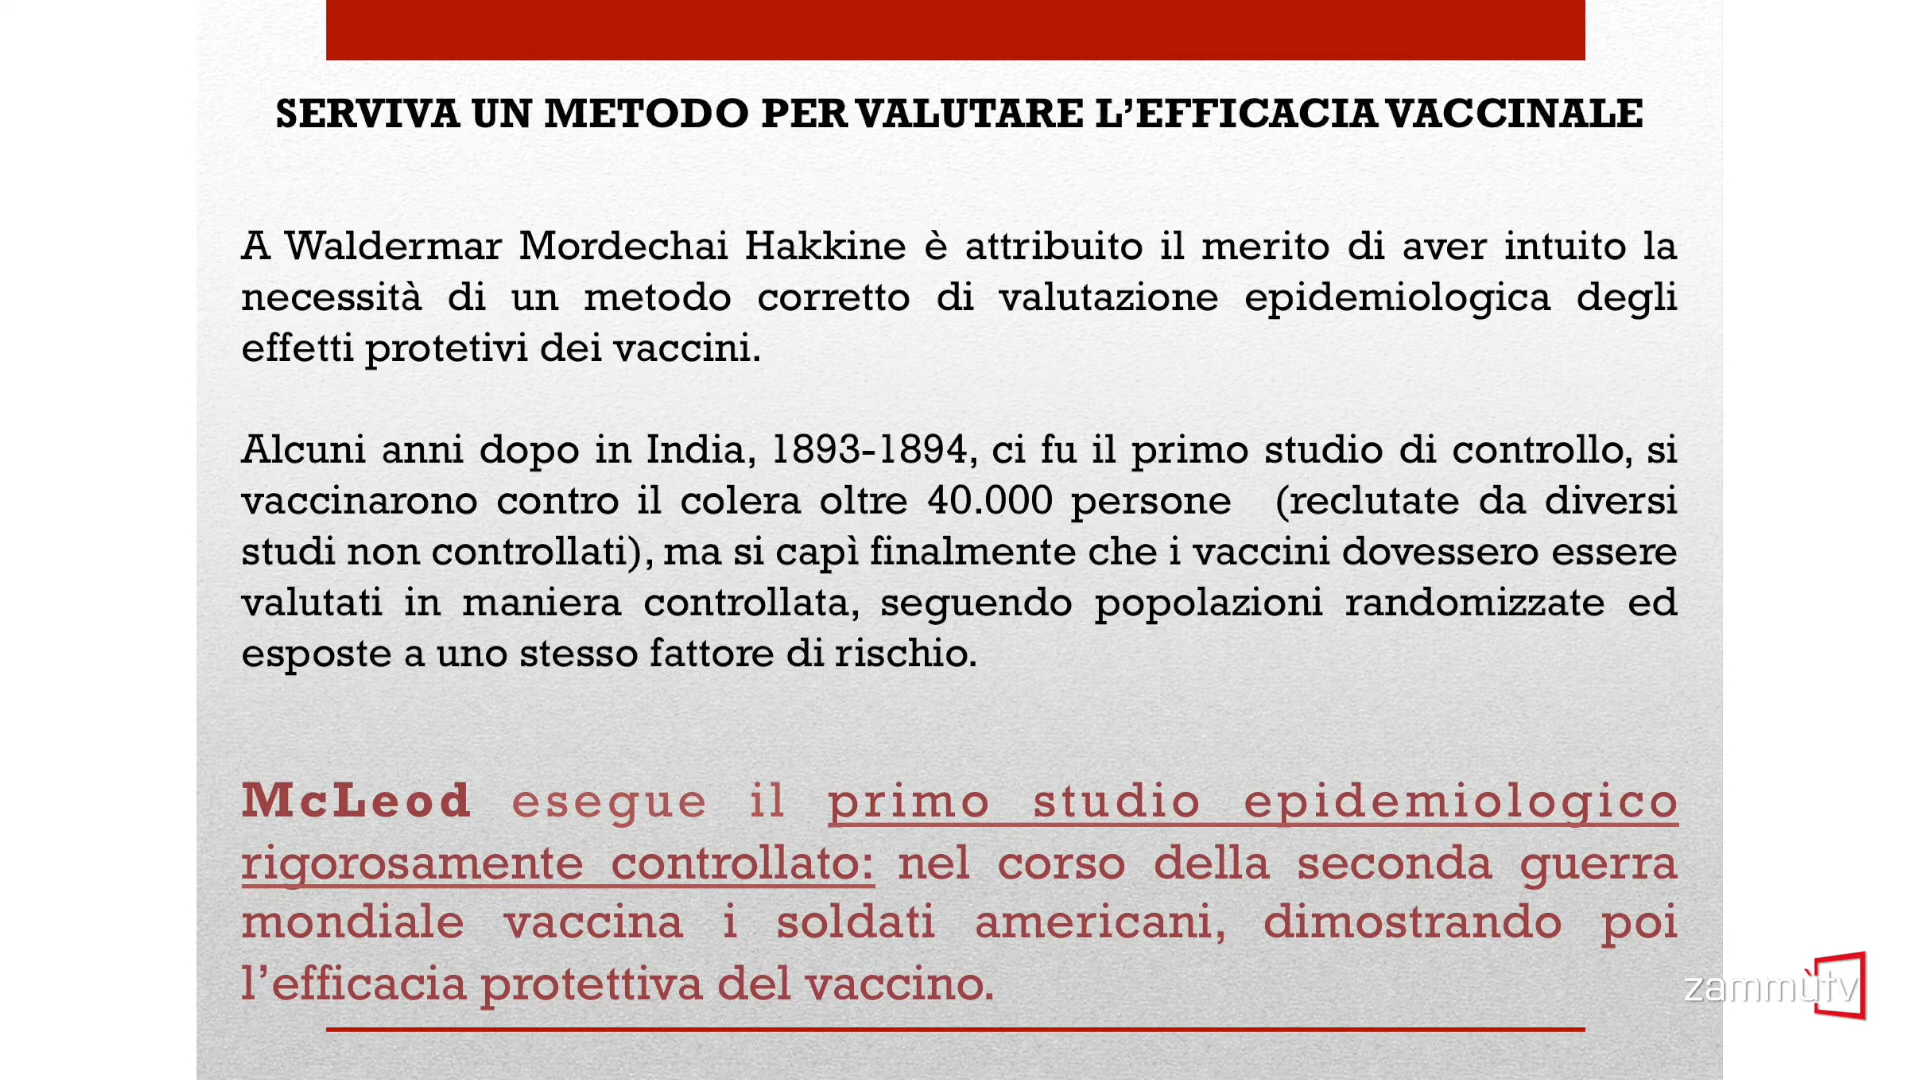 SERVIVA UN METODO PER VALUTARE L’EFFICACIA VACCINALE
A Waldermar Mordechai Hakkine è attribuito il merito di aver intuito la
necessità di un metodo corretto di valutazione epidemiologica degli
effetti protetivi dei vaccini.
Alcuni anni dopo in India, 1893-1894, ci fu il primo studio di controllo, si
vaccinarono contro il colera oltre 40.000 persone (reclutate da diversi
studi non controllati), ma si capì finalmente che i vaccini dovessero essere
valutati in maniera controllata, seguendo popolazioni randomizzate ed
esposte a uno stesso fattore di rischio.
McLeod esegue il primo studio epidemiologico
rigorosamente controllato: nel corso della seconda guerra
mondiale vaccina i soldati americani, dimostrando poi
l’efficacia protettiva del vaccino.
zammùtv